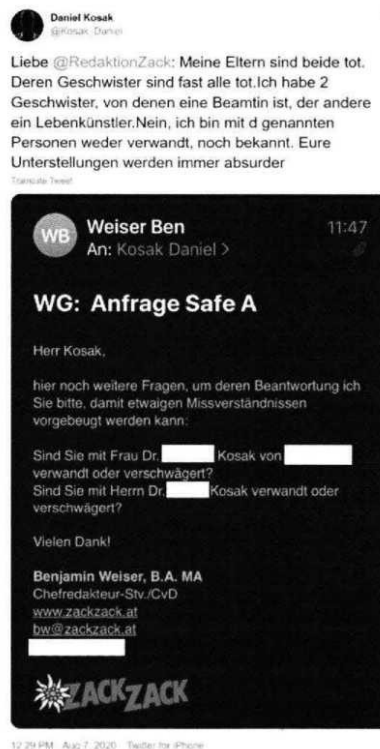 Daniel Kosak
@Kosak_Daniel
Liebe @RedaktionZack: Meine Eltern sind beide tot.
Deren Geschwister sind fast alle tot.Ich habe 2
Geschwister, von denen eine Beamtin ist, der andere
ein Lebenkünstler.Nein, ich bin mit d genannten
Personen weder verwandt, noch bekannt. Eure
Unterstellungen werden immer absurder
Translate Tweet
WB
Weiser Ben
11:47
An: Kosak Daniel >
WG: Anfrage Safe A
Herr Kosak,
hier noch weitere Fragen, um deren Beantwortung ich
Sie bitte, damit etwaigen Missverständnissen
vorgebeugt werden kann:
Sind Sie mit Frau Dr. Kosak von
verwandt oder verschwägert?
Sind Sie mit Herrn Dr. Kosak verwandt oder
verschwägert?
Vielen Dank!
Benjamin Weiser, B.A. MA
Chefredakteur-Stv./CvD
www.zackzack.at
bw@zackzack.at
ZACKZACK
12:29 PM Aug 7, 2020 Twitter for iPhone